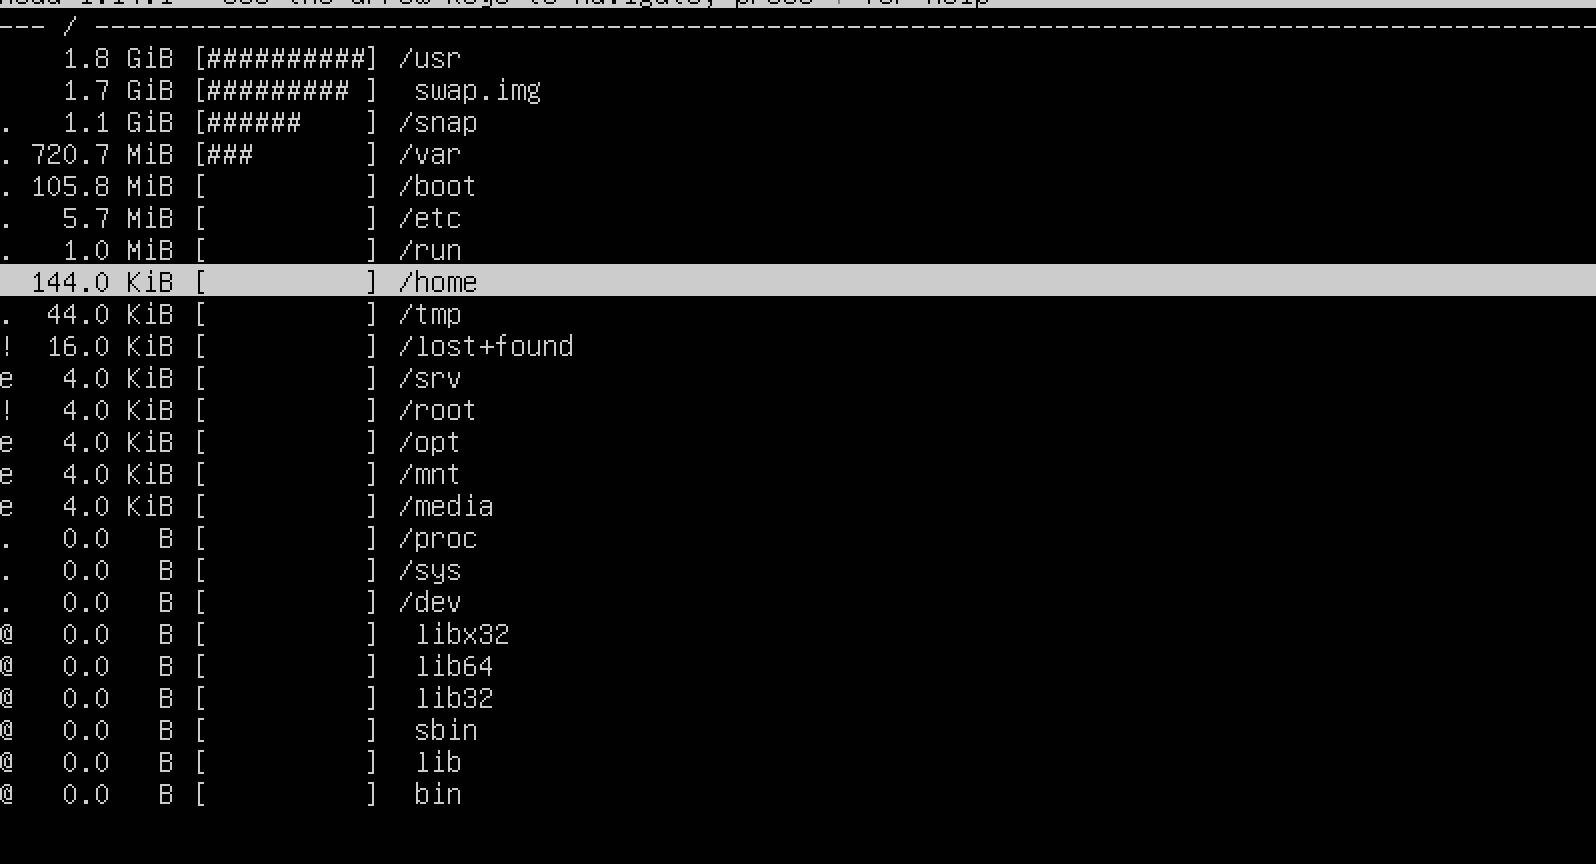 --- / ---------------------------------------------------------------------------------------------------
    1.8 GiB [##########] /usr
    1.7 GiB [######### ]  swap.img
.   1.1 GiB [######    ] /snap
. 720.7 MiB [###       ] /var
. 105.8 MiB [          ] /boot
.   5.7 MiB [          ] /etc
.   1.0 MiB [          ] /run
  144.0 KiB [          ] /home
.  44.0 KiB [          ] /tmp
!  16.0 KiB [          ] /lost+found
e   4.0 KiB [          ] /srv
!   4.0 KiB [          ] /root
e   4.0 KiB [          ] /opt
e   4.0 KiB [          ] /mnt
e   4.0 KiB [          ] /media
.   0.0   B [          ] /proc
.   0.0   B [          ] /sys
.   0.0   B [          ] /dev
@   0.0   B [          ]  libx32
@   0.0   B [          ]  lib64
@   0.0   B [          ]  lib32
@   0.0   B [          ]  sbin
@   0.0   B [          ]  lib
@   0.0   B [          ]  bin